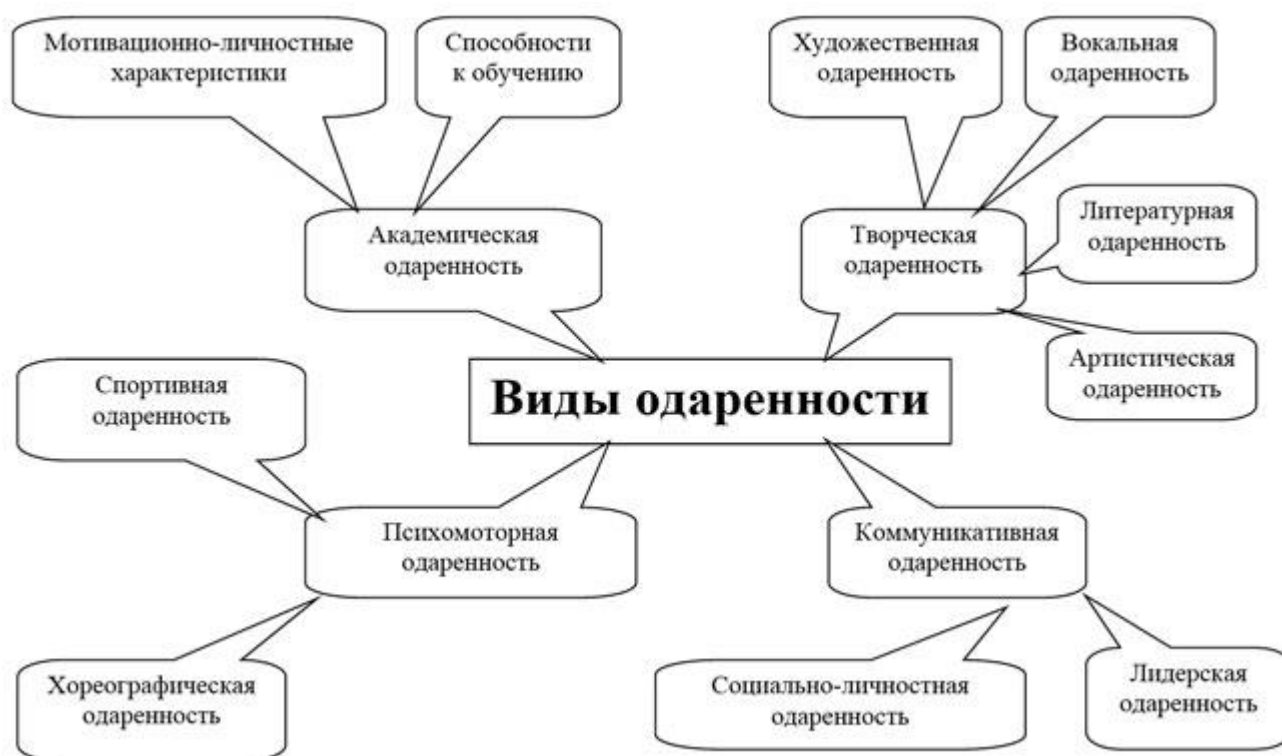 Мотивационно-личностные
характеристики
Способности
к обучению
Художественная
одаренность
Вокальная
одаренность
Академическая
одаренность
Творческая
одаренность
Литературная
одаренность
Артистическая
одаренность
Виды одаренности
Спортивная
одаренность
Психомоторная
одаренность
Коммуникативная
одаренность
Хореографическая
одаренность
Социально-личностная
одаренность
Лидерская
одаренность